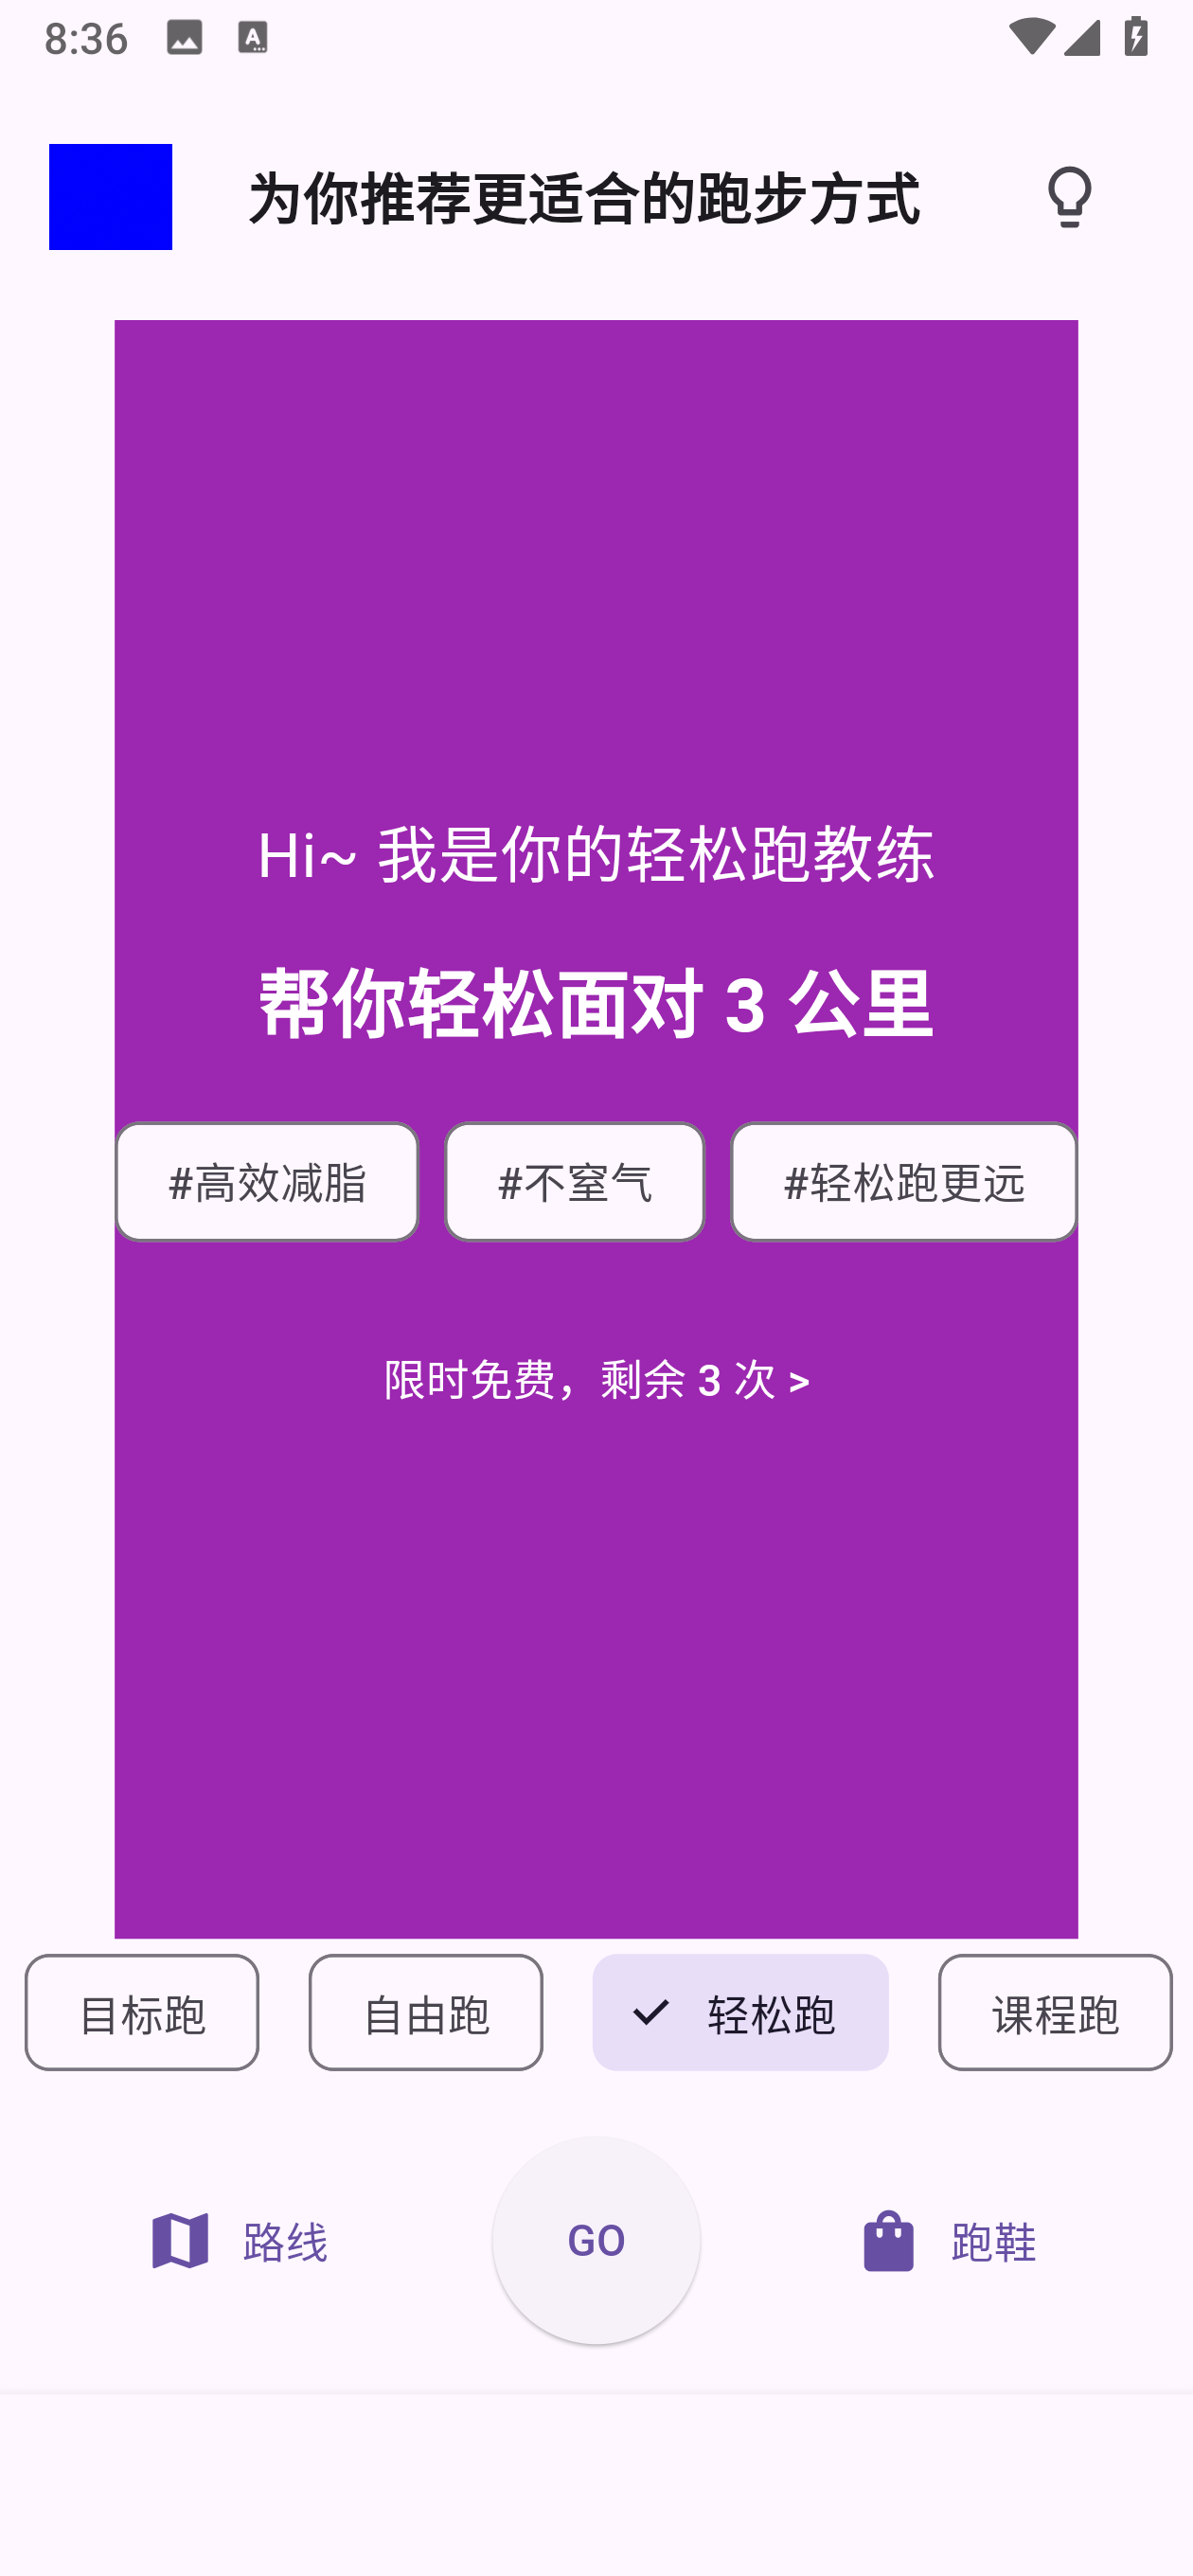 8:36
为你推荐更适合的跑步方式
Hi~ 我是你的轻松跑教练
帮你轻松面对 3 公里
#高效减脂 #不窒气 #轻松跑更远
限时免费，剩余 3 次 >
目标跑 自由跑 轻松跑 课程跑
路线 GO 跑鞋